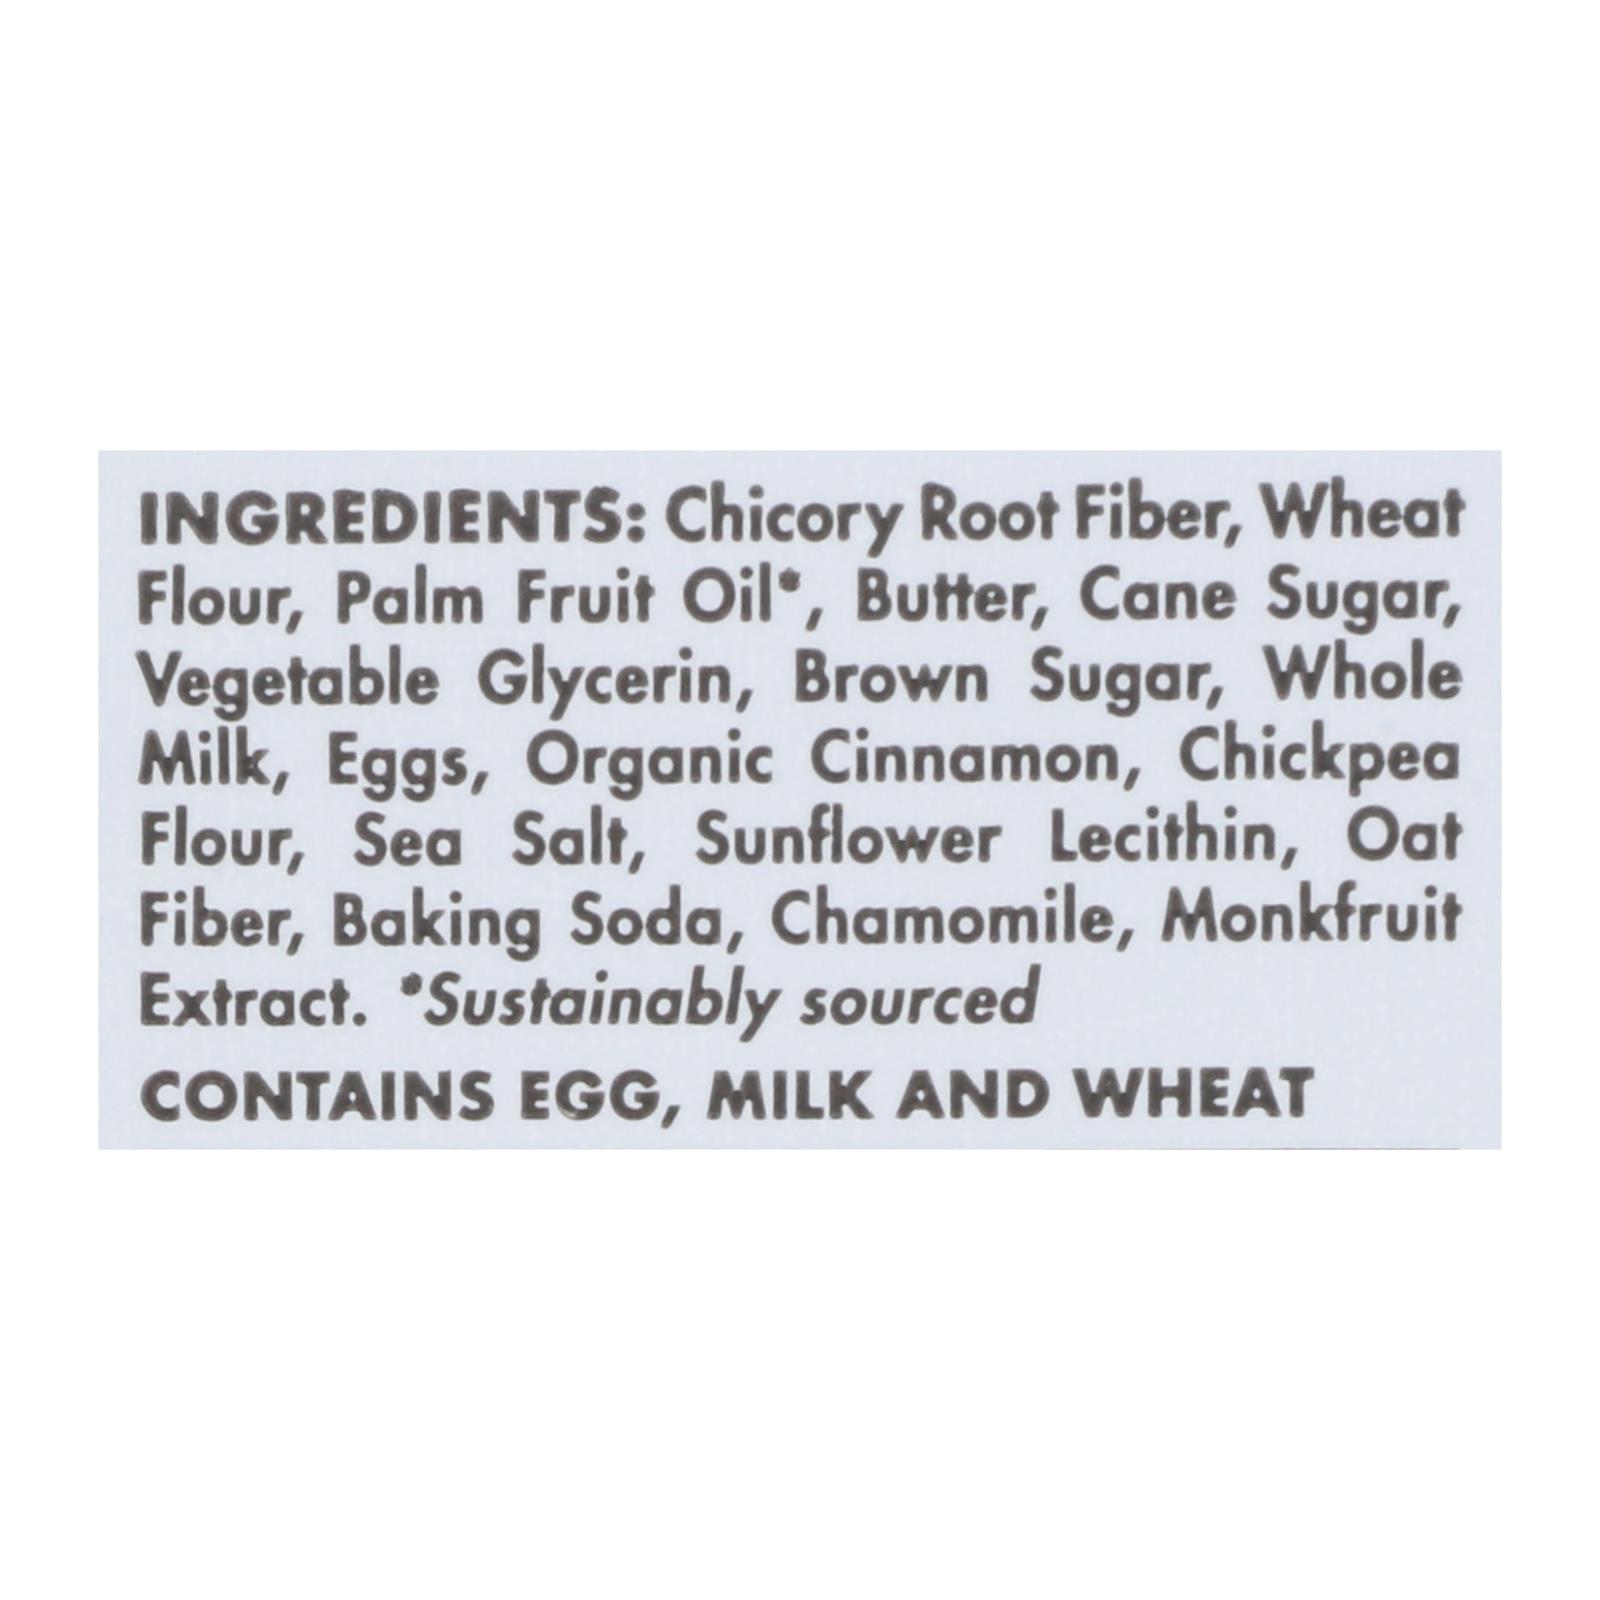 INGREDIENTS: Chicory Root Fiber, Wheat
Flour, Palm Fruit Oil*, Butter, Cane Sugar,
Vegetable Glycerin, Brown Sugar, Whole
Milk, Eggs, Organic Cinnamon, Chickpea
Flour, Sea Salt, Sunflower Lecithin, Oat
Fiber, Baking Soda, Chamomile, Monkfruit
Extract. *Sustainably sourced
CONTAINS EGG, MILK AND WHEAT